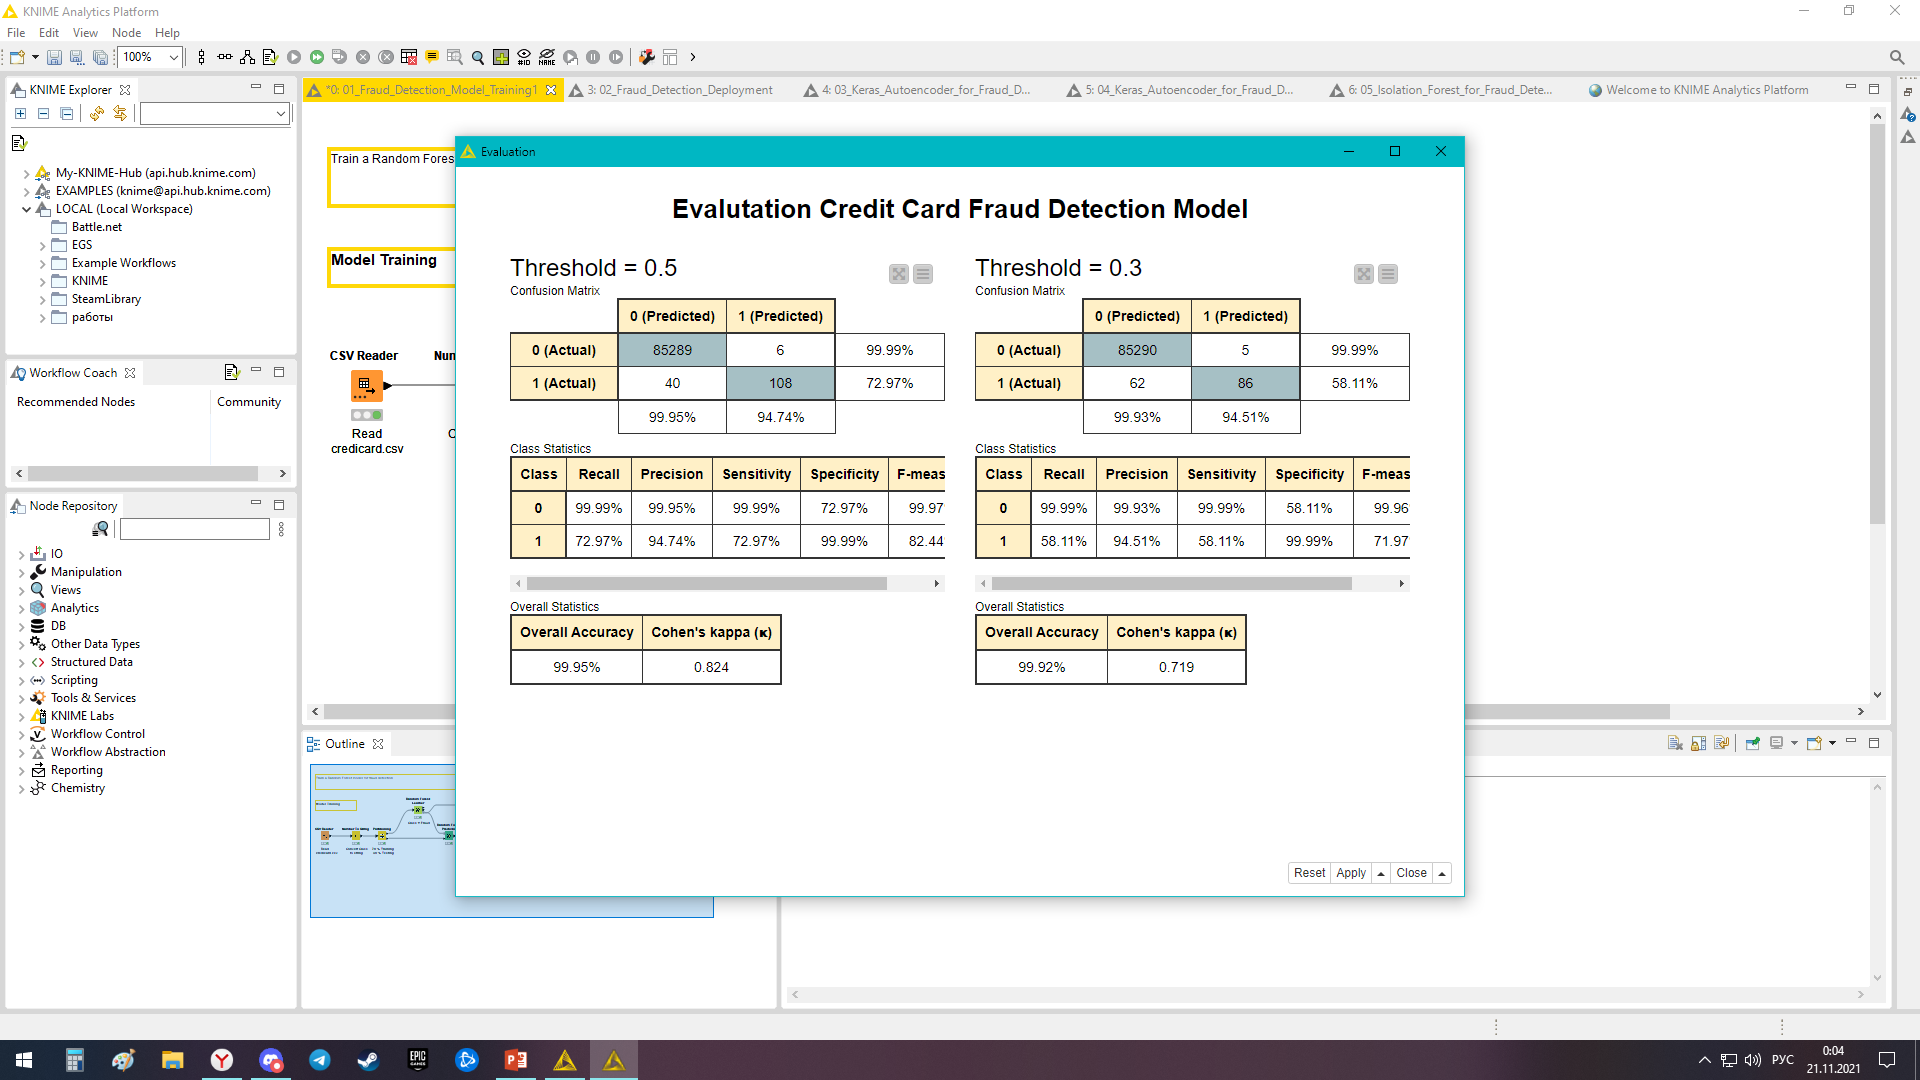 KNIME Analytics Platform
File Edit View Node Help
100%
KNIME Explorer
*0: 01_Fraud_Detection_Model_Training1
3: 02_Fraud_Detection_Deployment
4: 03_Keras_Autoencoder_for_Fraud_D...
5: 04_Keras_Autoencoder_for_Fraud_D...
6: 05_Isolation_Forest_for_Fraud_Dete...
Welcome to KNIME Analytics Platform
My-KNIME-Hub (api.hub.knime.com)
EXAMPLES (knime@api.hub.knime.com)
LOCAL (Local Workspace)
Battle.net
EGS
Example Workflows
KNIME
SteamLibrary
работы
Workflow Coach
Recommended Nodes Community
Node Repository
IO
Manipulation
Views
Analytics
DB
Other Data Types
Structured Data
Scripting
Tools & Services
KNIME Labs
Workflow Control
Workflow Abstraction
Reporting
Chemistry
Train a Random Fores
Model Training
CSV Reader Num
Read
credicard.csv
Outline
Evaluation
Evalutation Credit Card Fraud Detection Model
Threshold = 0.5
Confusion Matrix
0 (Predicted) 1 (Predicted)
0 (Actual) 85289 6 99.99%
1 (Actual) 40 108 72.97%
99.95% 94.74%
Class Statistics
Class Recall Precision Sensitivity Specificity F-meas
0 99.99% 99.95% 99.99% 72.97% 99.97
1 72.97% 94.74% 72.97% 99.99% 82.44
Overall Statistics
Overall Accuracy Cohen's kappa (κ)
99.95% 0.824
Threshold = 0.3
Confusion Matrix
0 (Predicted) 1 (Predicted)
0 (Actual) 85290 5 99.99%
1 (Actual) 62 86 58.11%
99.93% 94.51%
Class Statistics
Class Recall Precision Sensitivity Specificity F-meas
0 99.99% 99.93% 99.99% 58.11% 99.96
1 58.11% 94.51% 58.11% 99.99% 71.97
Overall Statistics
Overall Accuracy Cohen's kappa (κ)
99.92% 0.719
Reset Apply Close
РУС
0:04
21.11.2021